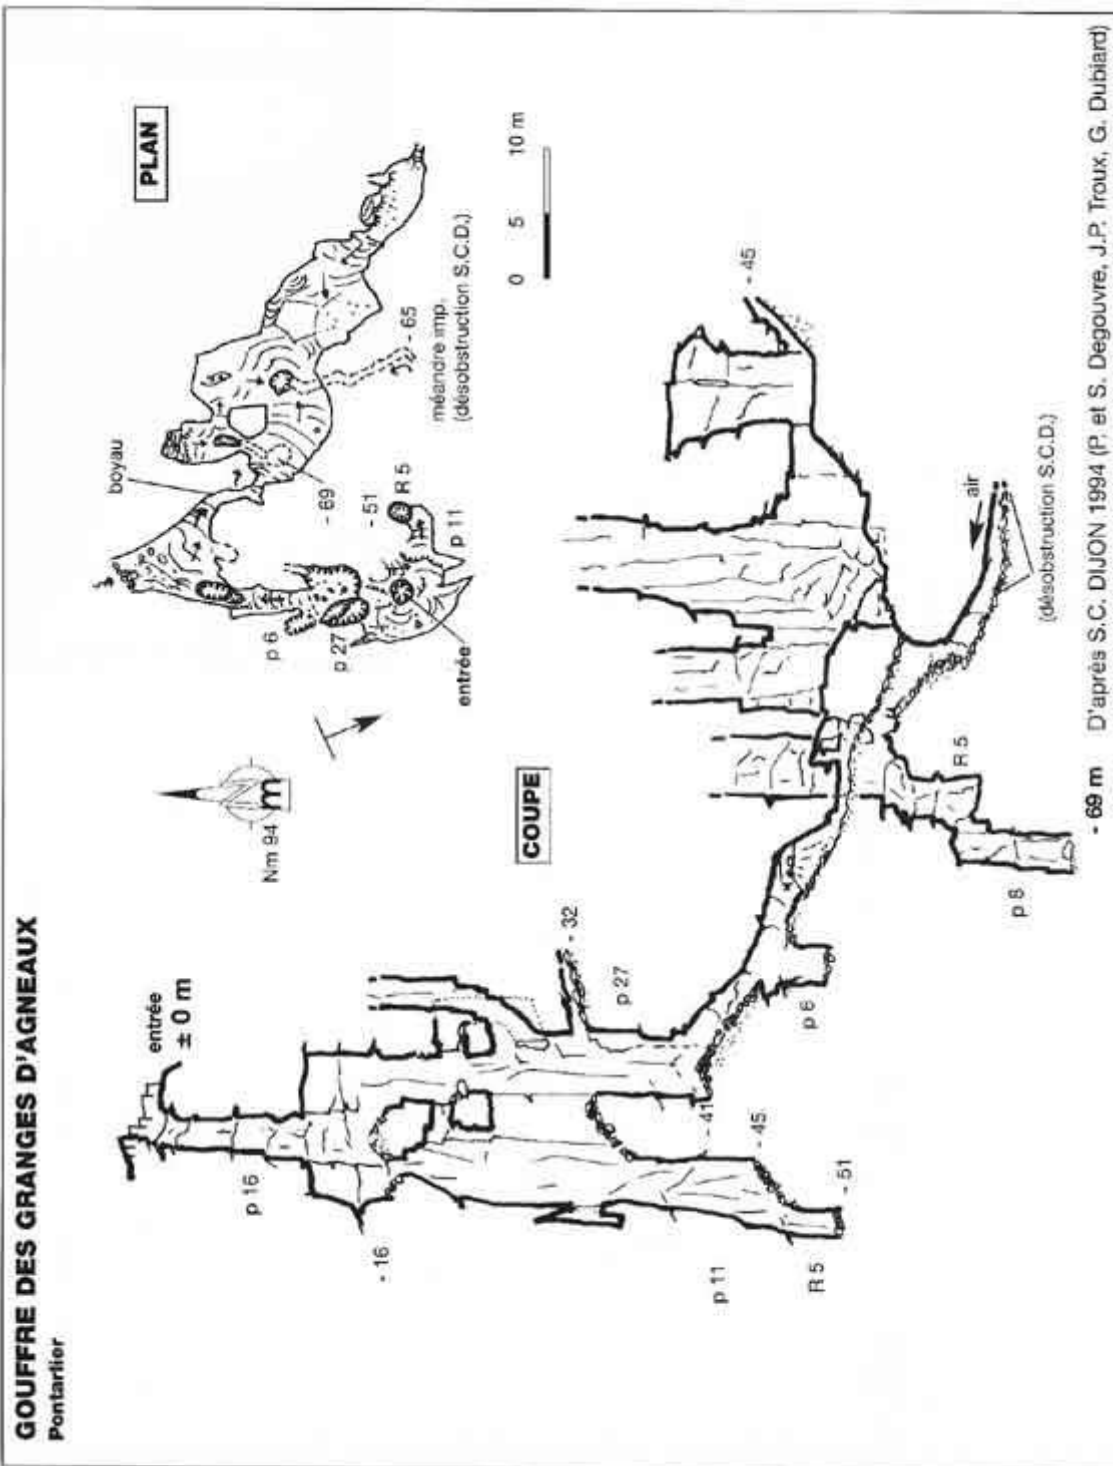 GOUFFRE DES GRANGES D'AGNEAUX
Pontarlier
PLAN
boyau
p 6
p 27
entrée
- 69
- 51
R 5
p 11
- 65
méandre imp.
(désobstruction S.C.D.)
0 5 10 m
Nm 94
COUPE
entrée
± 0 m
p 16
- 16
- 32
p 27
- 41
- 45
- 51
p 11
R 5
p 6
- 45
air
(désobstruction S.C.D.)
R 5
p 8
- 69 m D'après S.C. DIJON 1994 (P. et S. Degouvre, J.P. Troux, G. Dubiard)